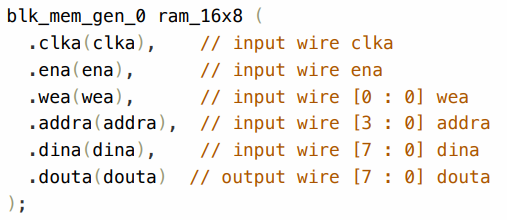 blk_mem_gen_0 ram_16x8 (
  .clka(clka),    // input wire clka
  .ena(ena),      // input wire ena
  .wea(wea),      // input wire [0 : 0] wea
  .addra(addra),  // input wire [3 : 0] addra
  .dina(dina),    // input wire [7 : 0] dina
  .douta(douta)  // output wire [7 : 0] douta
);